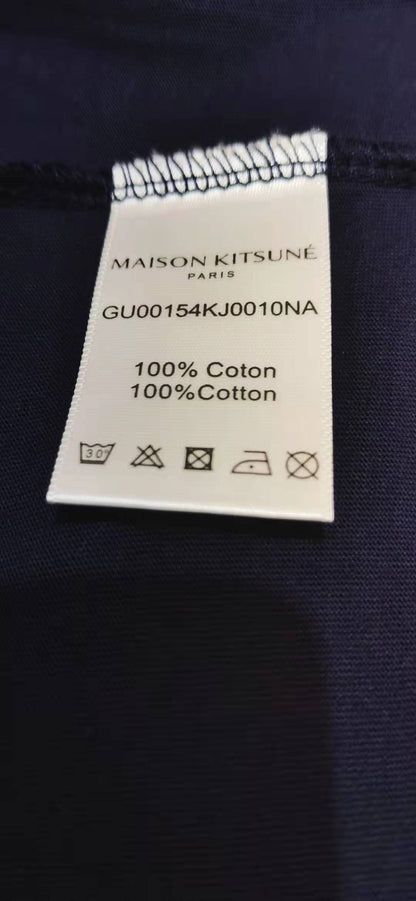 MAISON KITSUNÉ
PARIS
GU00154KJ0010NA
100% Coton
100%Cotton
30°